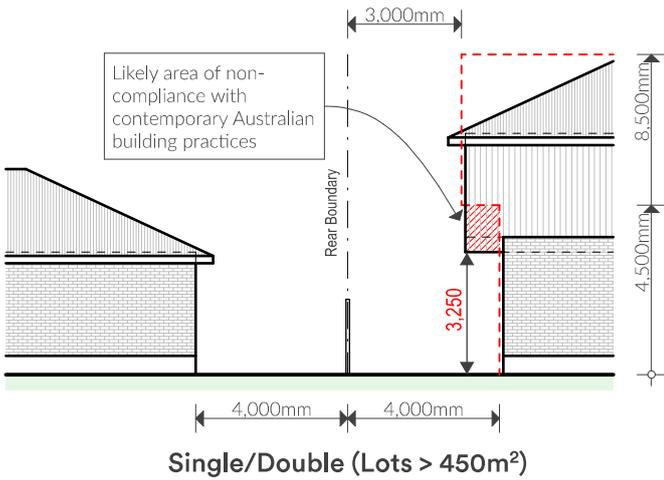 3,000mm
Likely area of non-
compliance with
contemporary Australian
building practices
8,500mm
Rear Boundary
4,500mm
3,250
4,000mm
4,000mm
Single/Double (Lots > 450m²)